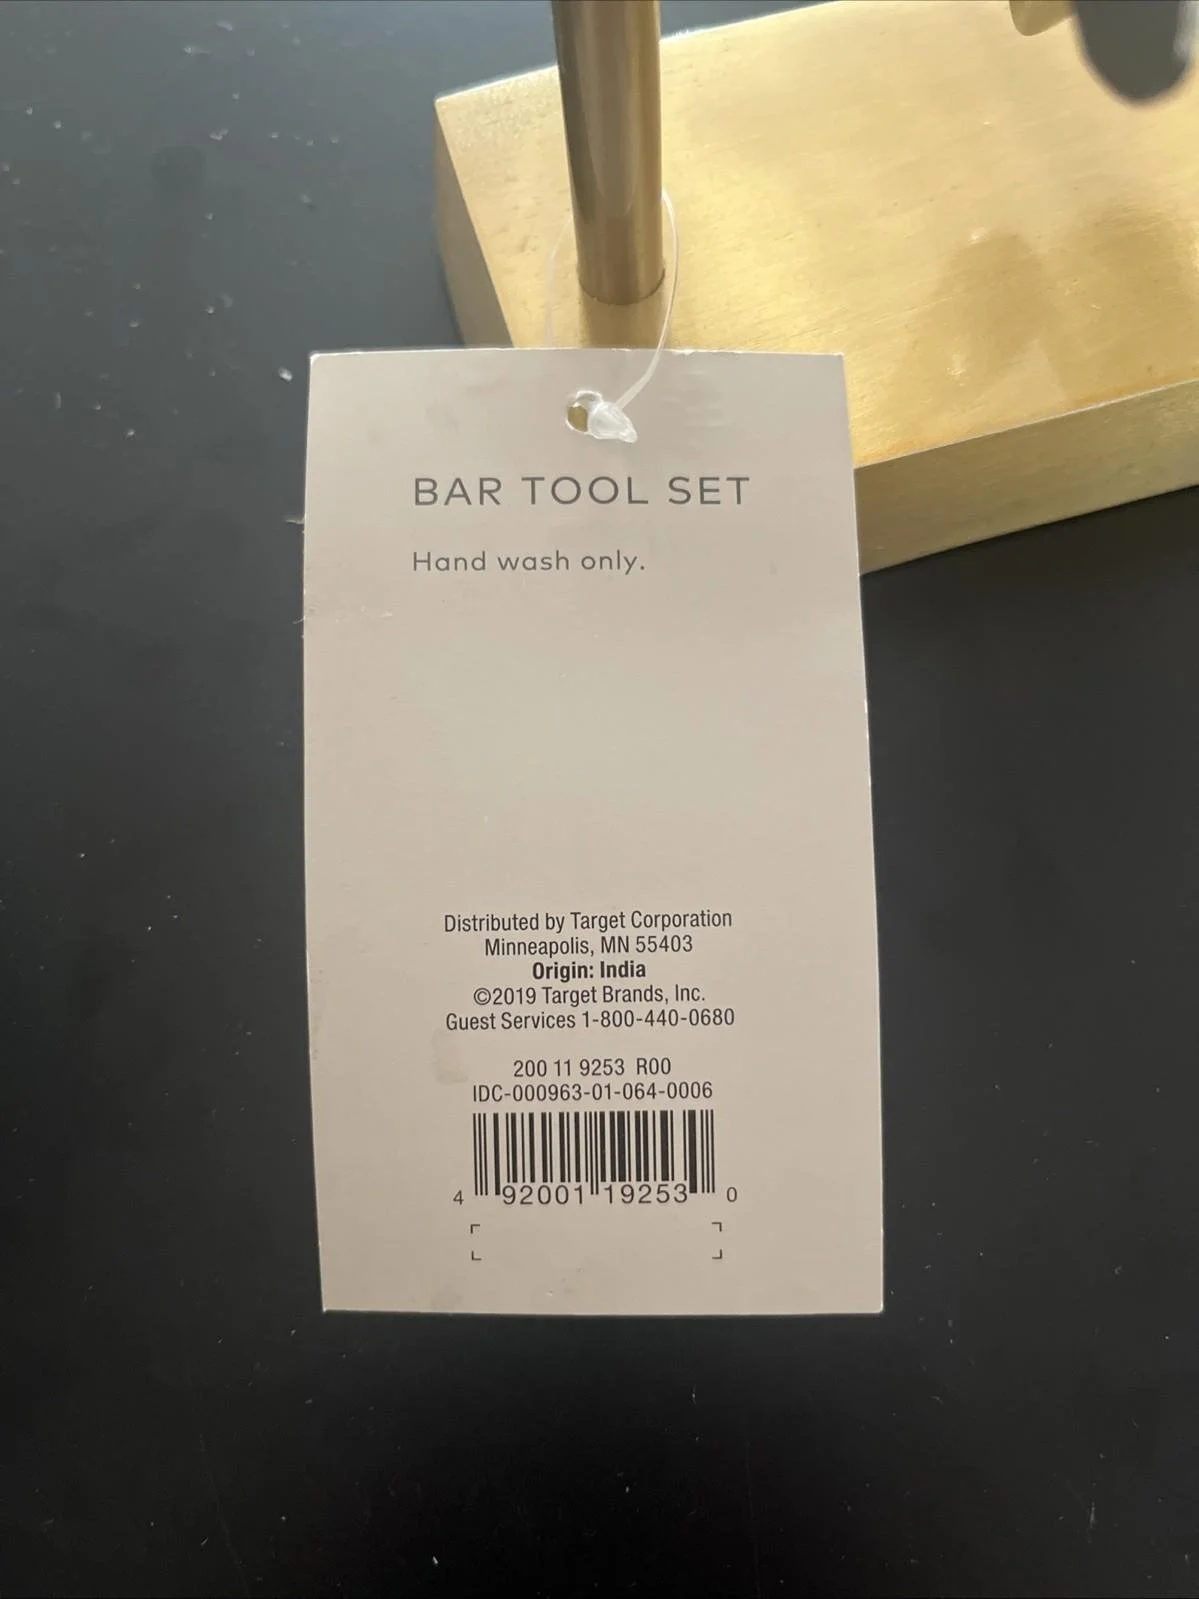 BAR TOOL SET
Hand wash only.
Distributed by Target Corporation
Minneapolis, MN 55403
Origin: India
©2019 Target Brands, Inc.
Guest Services 1-800-440-0680
200 11 9253 R00
IDC-000963-01-064-0006
4 92001 19253 0